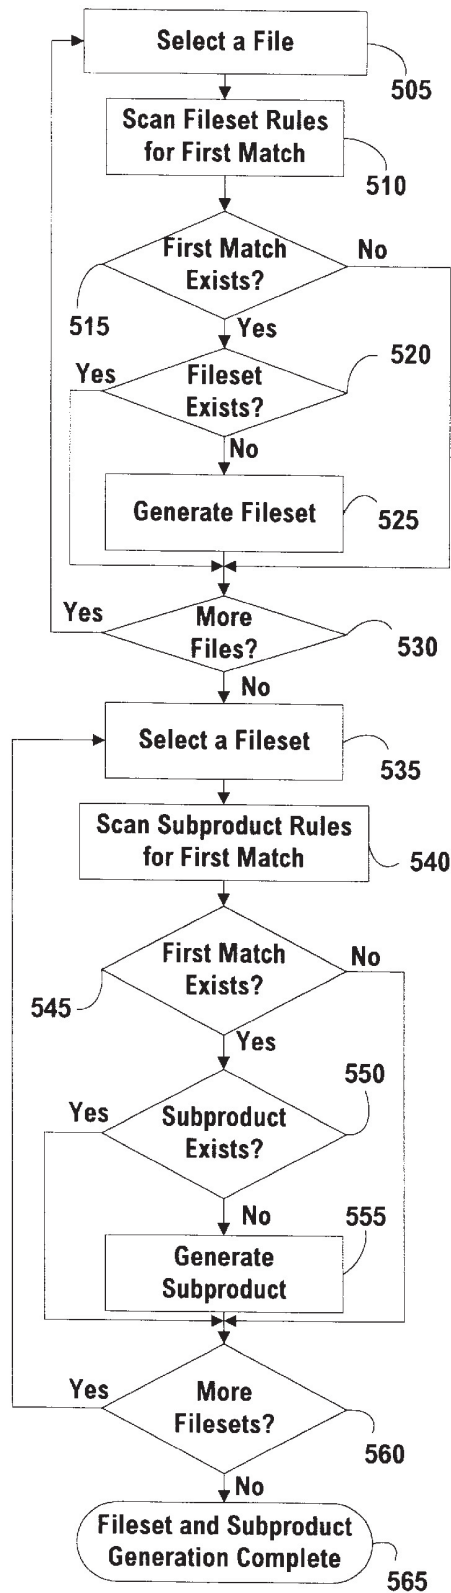 Select a File
505
Scan Fileset Rules
for First Match
510
First Match
Exists?
No
515
Yes
520
Yes
Fileset
Exists?
No
Generate Fileset
525
Yes
More
Files?
530
No
Select a Fileset
535
Scan Subproduct Rules
for First Match
540
First Match
Exists?
No
545
Yes
550
Yes
Subproduct
Exists?
No
555
Generate
Subproduct
Yes
More
Filesets?
560
No
Fileset and Subproduct
Generation Complete
565